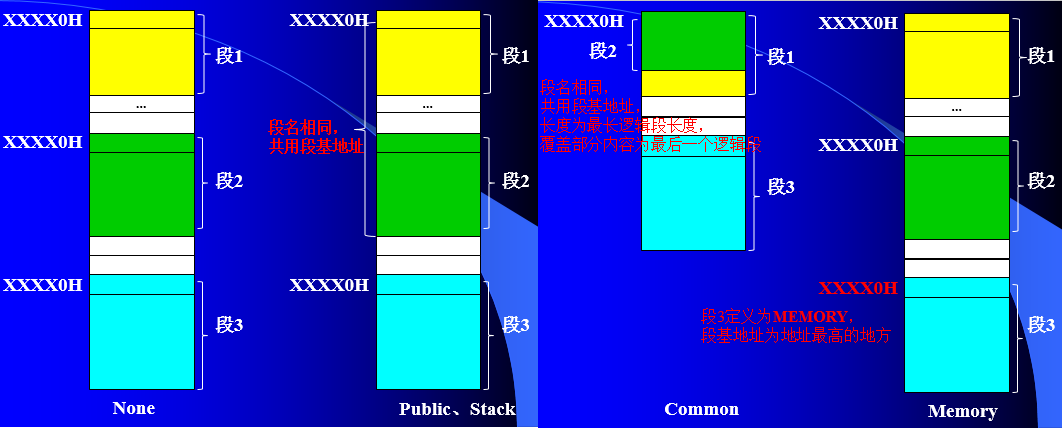 XXXX0H
段1
...
XXXX0H
段2
XXXX0H
段3
None
XXXX0H
段1
...
段名相同，
共用段基地址
段2
XXXX0H
段3
Public、Stack
XXXX0H
段2
段1
段名相同，
共用段基地址，
长度为最长逻辑段长度，
覆盖部分内容为最后一个逻辑段
段3
Common
XXXX0H
段1
...
XXXX0H
段2
XXXX0H
段3定义为MEMORY，
段基地址为地址最高的地方
段3
Memory